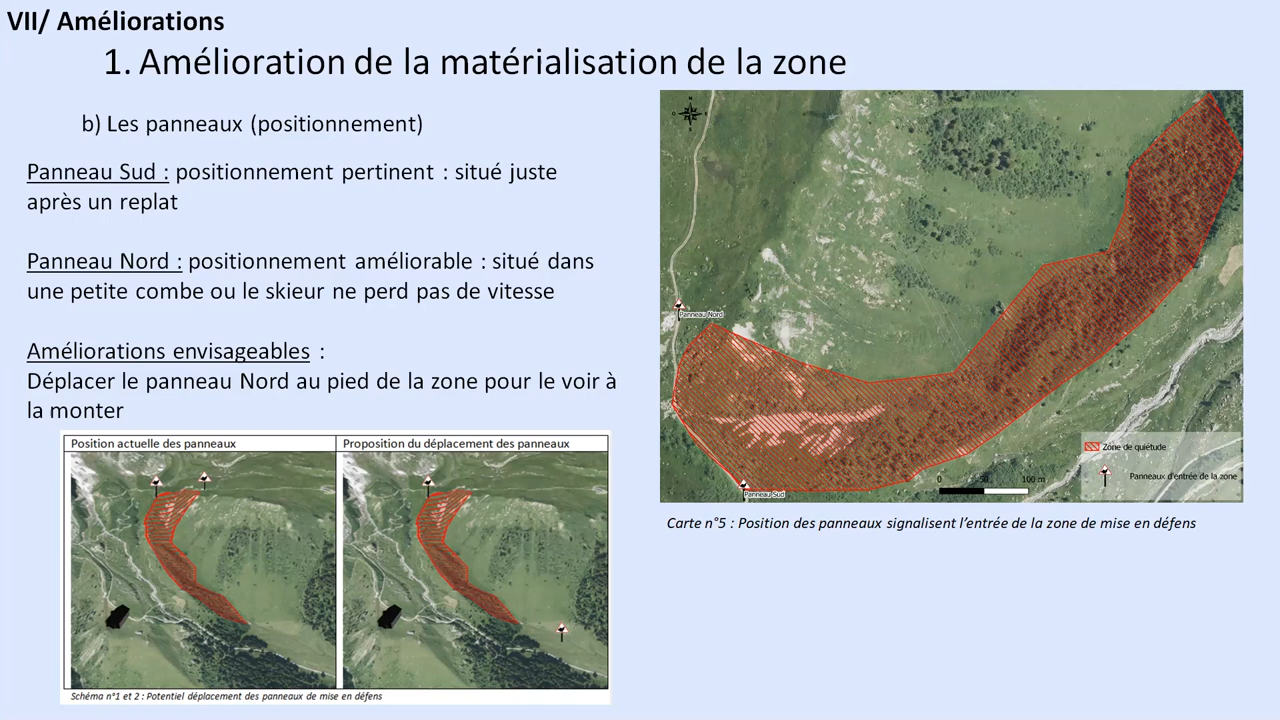 VII/ Améliorations
1. Amélioration de la matérialisation de la zone
b) Les panneaux (positionnement)
Panneau Sud : positionnement pertinent : situé juste
après un replat
Panneau Nord : positionnement améliorable : situé dans
une petite combe ou le skieur ne perd pas de vitesse
Améliorations envisageables :
Déplacer le panneau Nord au pied de la zone pour le voir à
la monter
Position actuelle des panneaux
Proposition du déplacement des panneaux
Schéma n°1 et 2 : Potentiel déplacement des panneaux de mise en défens
N
Panneau Nord
Panneau Sud
Zone de quiétude
Panneaux d'entrée de la zone
0 50 100 m
Carte n°5 : Position des panneaux signalisent l'entrée de la zone de mise en défens